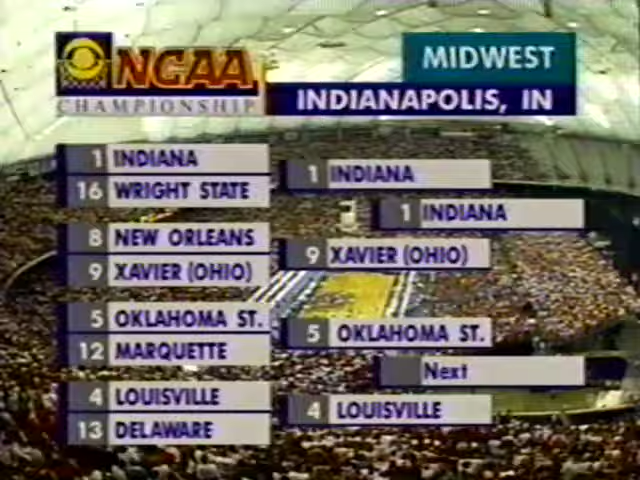 NCAA
CHAMPIONSHIP
MIDWEST
INDIANAPOLIS, IN
1 INDIANA
16 WRIGHT STATE
8 NEW ORLEANS
9 XAVIER (OHIO)
5 OKLAHOMA ST.
12 MARQUETTE
4 LOUISVILLE
13 DELAWARE
1 INDIANA
9 XAVIER (OHIO)
5 OKLAHOMA ST.
4 LOUISVILLE
1 INDIANA
Next